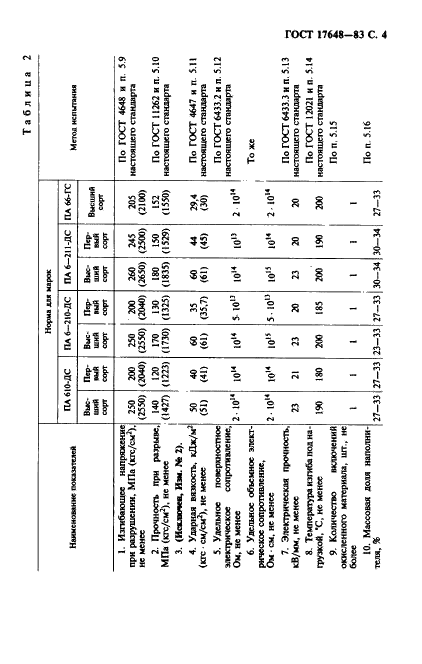 ГОСТ 17648—83 С. 4
Таблица 2
Наименование показателей
Норма для марок
Метод испытания
ПА 610-ДС
ПА 6—210-ДС
ПА 6—211-ДС
ПА 66-ГС
Высший сорт
Первый сорт
Высший сорт
Первый сорт
Высший сорт
Первый сорт
Высший сорт
1. Изгибающее напряжение при разрушении, МПа (кгс/см²), не менее
250 (2550)
200 (2040)
250 (2550)
200 (2040)
260 (2650)
245 (2500)
205 (2100)
По ГОСТ 4648 и п. 5.9 настоящего стандарта
2. Прочность при разрыве, МПа (кгс/см²), не менее
140 (1427)
120 (1223)
170 (1730)
130 (1325)
180 (1835)
150 (1529)
152 (1550)
По ГОСТ 11262 и п. 5.10 настоящего стандарта
3. (Исключен, Изм. № 2).
4. Ударная вязкость, кДж/м² (кгс·см/см²), не менее
50 (51)
40 (41)
60 (61)
35 (35,7)
60 (61)
44 (45)
29,4 (30)
По ГОСТ 4647 и п. 5.11 настоящего стандарта
5. Удельное поверхностное электрическое сопротивление, Ом, не менее
2·10¹⁴
10¹⁴
10¹⁴
5·10¹³
10¹⁴
10¹³
2·10¹⁴
По ГОСТ 6433.2 и п. 5.12 настоящего стандарта
6. Удельное объемное электрическое сопротивление, Ом·см, не менее
2·10¹⁴
10¹⁴
10¹⁵
5·10¹³
10¹⁵
10¹⁴
2·10¹⁴
То же
7. Электрическая прочность, кВ/мм, не менее
23
21
23
20
23
20
20
По ГОСТ 6433.3 и п. 5.13 настоящего стандарта
8. Температура изгиба под нагрузкой, °С, не менее
190
180
200
185
200
190
200
По ГОСТ 12021 и п. 5.14 настоящего стандарта
9. Количество включений окисленного материала, шт., не более
1
1
1
1
1
1
1
По п. 5.15
10. Массовая доля наполнителя, %
27—33
27—33
23—33
27—33
30—34
30—34
27—33
По п. 5.16